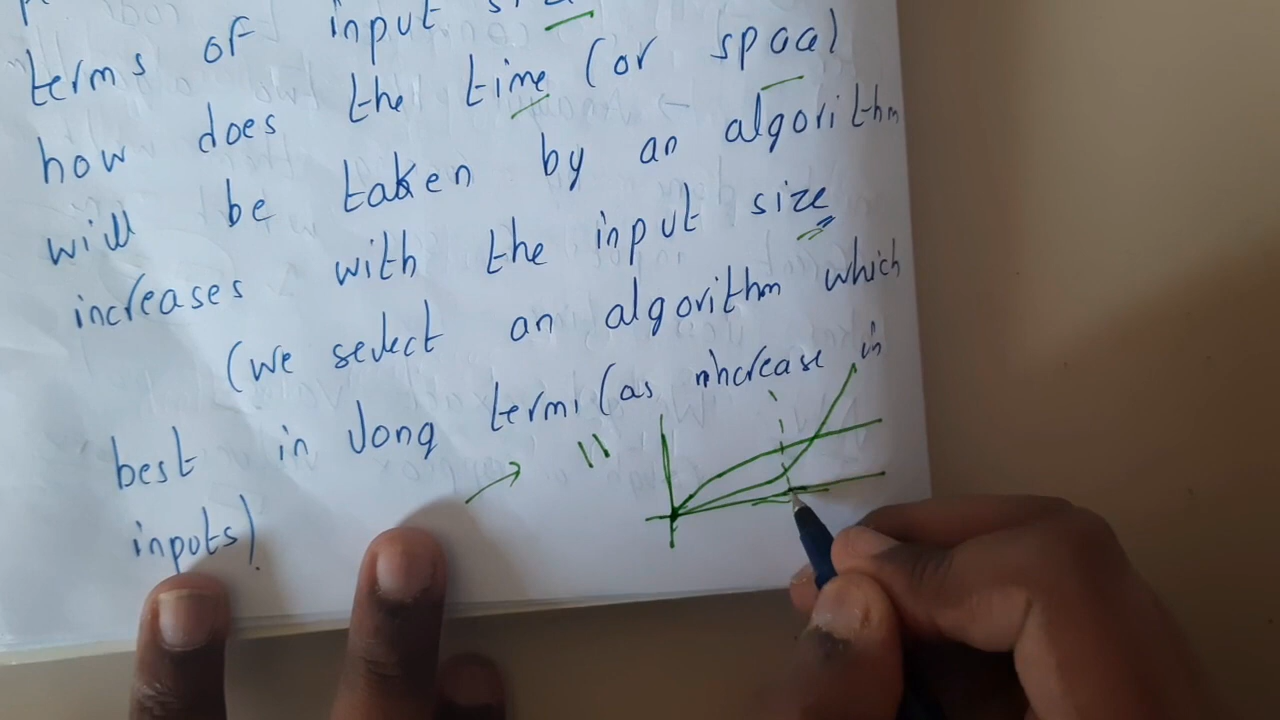 terms of input
how does the time (or spaa)
will be taken by an algorithm
increases with the input size
(we select an algorithm which
best in long term (as increase in
inputs).